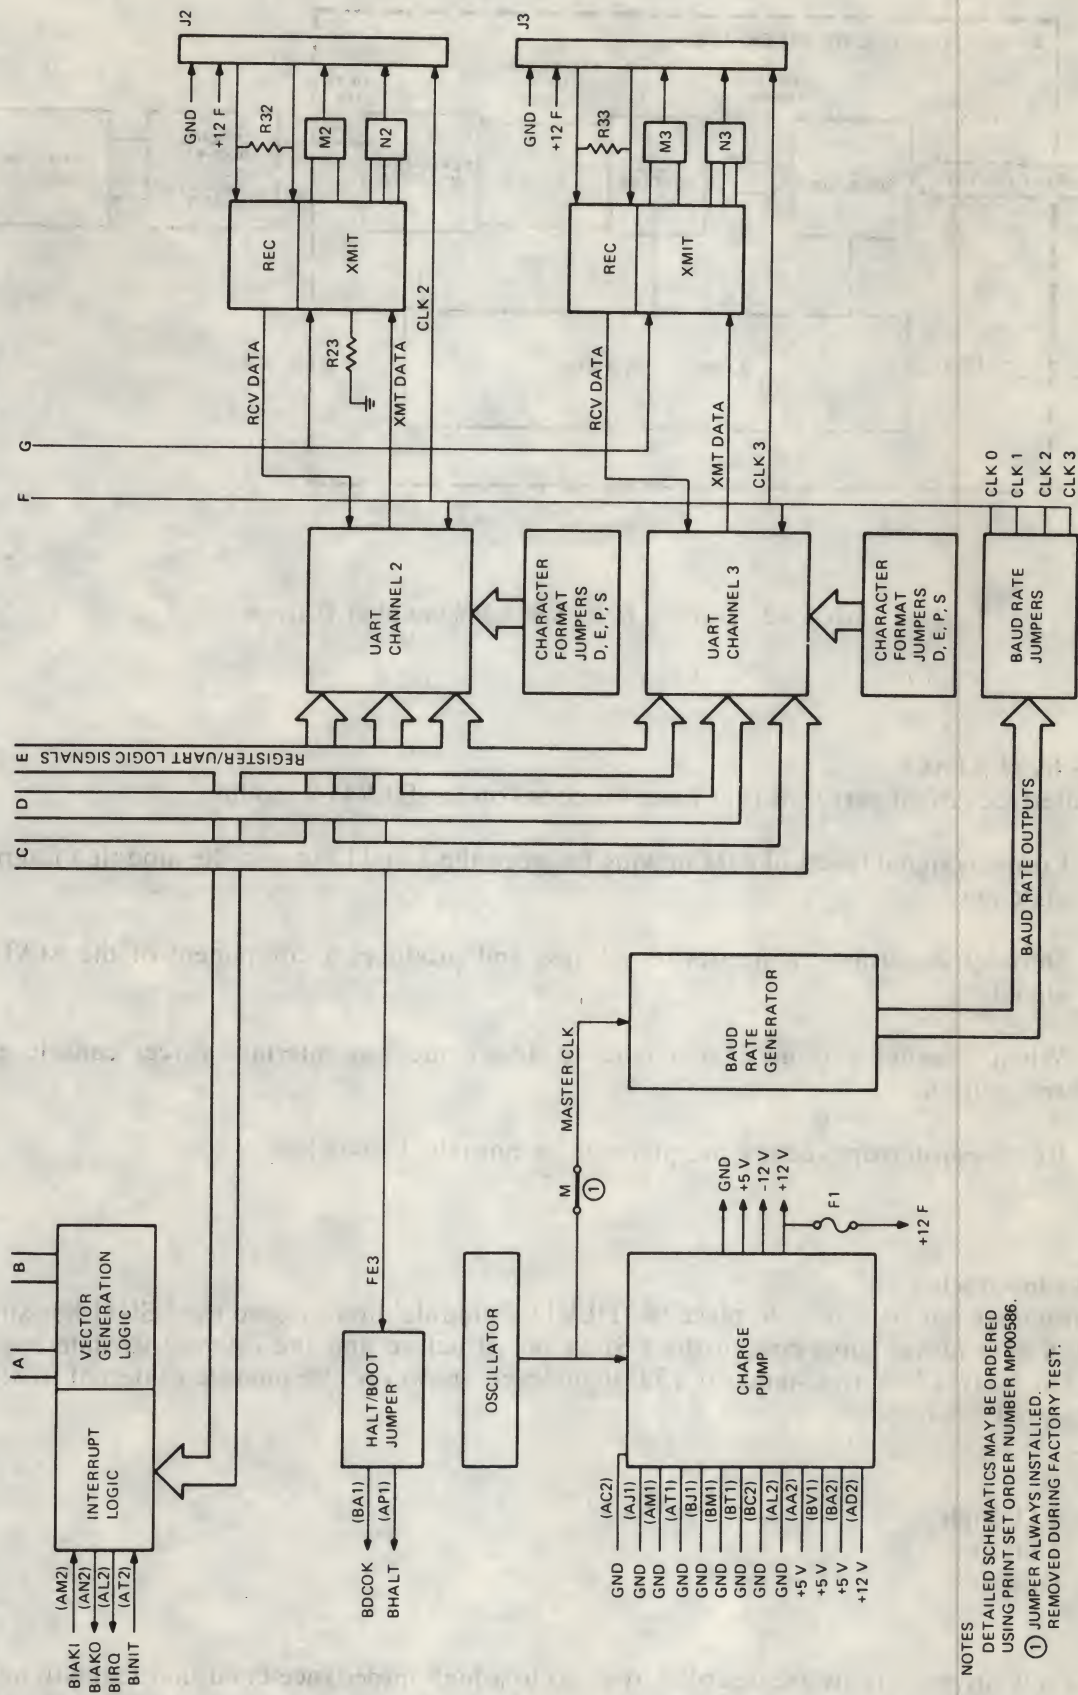 BIAKI (AM2)
BIAKO (AN2)
BIRQ (AL2)
BINIT (AT2)
INTERRUPT
LOGIC
VECTOR
GENERATION
LOGIC
A
B
C
D
E
REGISTER/UART LOGIC SIGNALS
F
G
BDCOK (BA1)
BHALT (AP1)
HALT/BOOT
JUMPER
FE3
OSCILLATOR
M
1
MASTER CLK
GND (AC2)
GND (AJ1)
GND (AM1)
GND (AT1)
GND (BJ1)
GND (BM1)
GND (BT1)
GND (BC2)
GND (AL2)
+5 V (AA2)
+5 V (BV1)
+5 V (BA2)
+12 V (AD2)
CHARGE
PUMP
GND
+5 V
-12 V
+12 V
F1
+12 F
BAUD
RATE
GENERATOR
BAUD RATE OUTPUTS
UART
CHANNEL 2
CHARACTER
FORMAT
JUMPERS
D, E, P, S
UART
CHANNEL 3
CHARACTER
FORMAT
JUMPERS
D, E, P, S
BAUD RATE
JUMPERS
CLK 0
CLK 1
CLK 2
CLK 3
RCV DATA
R23
XMT DATA
CLK 2
REC
XMIT
GND
+12 F
R32
M2
N2
J2
RCV DATA
XMT DATA
CLK 3
REC
XMIT
GND
+12 F
R33
M3
N3
J3
NOTES
DETAILED SCHEMATICS MAY BE ORDERED
USING PRINT SET ORDER NUMBER MP00586.
1 JUMPER ALWAYS INSTALLED.
REMOVED DURING FACTORY TEST.